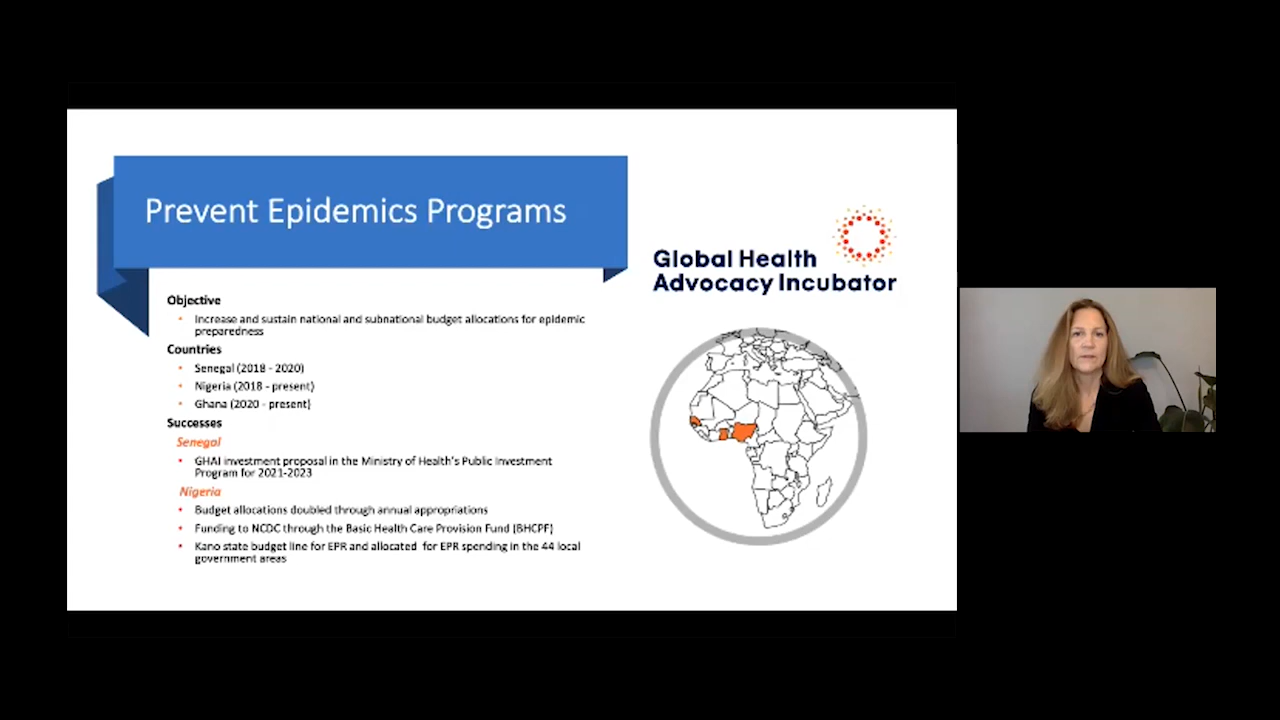 Prevent Epidemics Programs
Global Health
Advocacy Incubator
Objective
• Increase and sustain national and subnational budget allocations for epidemic
preparedness
Countries
• Senegal (2018 - 2020)
• Nigeria (2018 - present)
• Ghana (2020 - present)
Successes
Senegal
• GHAI investment proposal in the Ministry of Health's Public Investment
Program for 2021-2023
Nigeria
• Budget allocations doubled through annual appropriations
• Funding to NCDC through the Basic Health Care Provision Fund (BHCPF)
• Kano state budget line for EPR and allocated for EPR spending in the 44 local
government areas